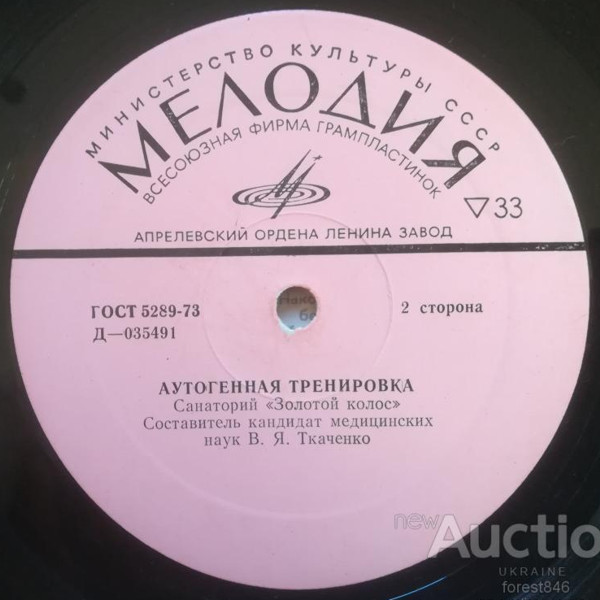 МИНИСТЕРСТВО КУЛЬТУРЫ СССР
МЕЛОДИЯ
ВСЕСОЮЗНАЯ ФИРМА ГРАМПЛАСТИНОК
▽33
АПРЕЛЕВСКИЙ ОРДЕНА ЛЕНИНА ЗАВОД
ГОСТ 5289-73
2 сторона
Д—035491
АУТОГЕННАЯ ТРЕНИРОВКА
Санаторий «Золотой колос»
Составитель кандидат медицинских
наук В. Я. Ткаченко
new
Auctio
UKRAINE
forest846